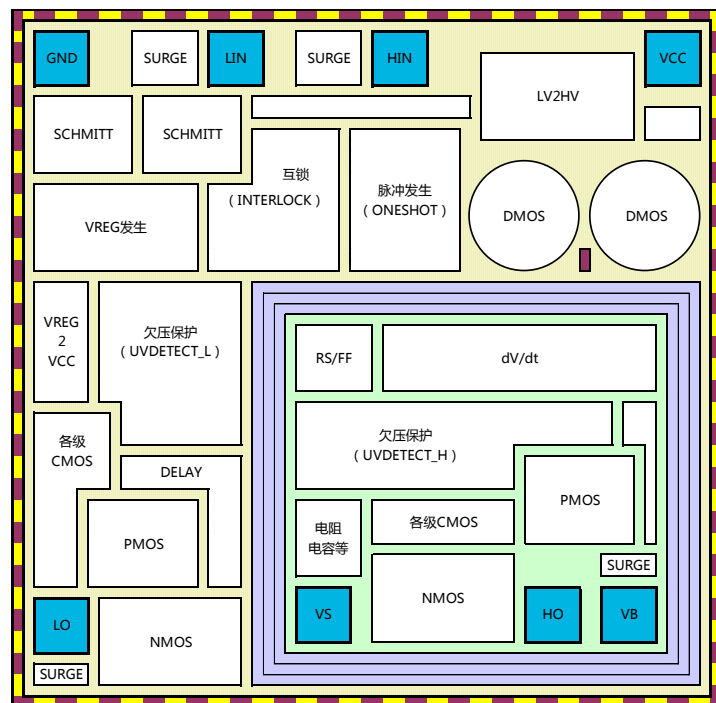 GND
SURGE
LIN
SURGE
HIN
VCC
LV2HV
SCHMITT
SCHMITT
互锁
（INTERLOCK）
脉冲发生
（ONESHOT）
DMOS
DMOS
VREG发生
VREG
2
VCC
欠压保护
（UVDETECT_L）
RS/FF
dV/dt
各级
CMOS
欠压保护
（UVDETECT_H）
DELAY
PMOS
PMOS
电阻
电容等
各级CMOS
SURGE
LO
NMOS
VS
NMOS
HO
VB
SURGE